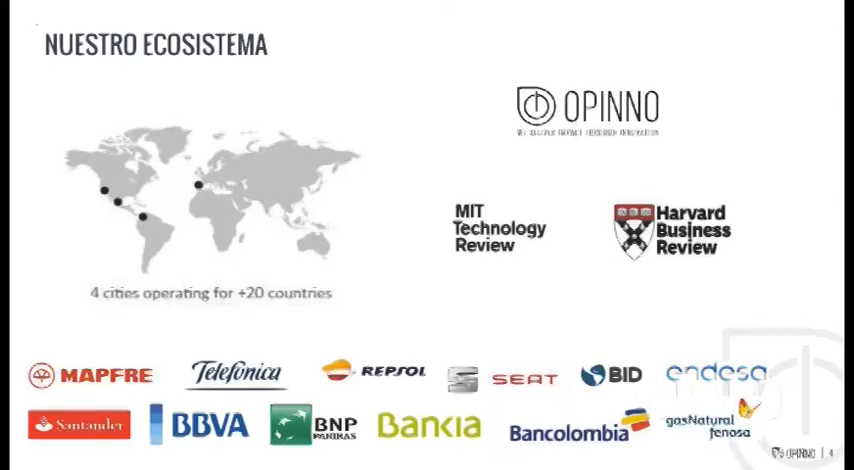 NUESTRO ECOSISTEMA
OPINNO
MIT
Technology
Review
Harvard
Business
Review
4 cities operating for +20 countries
MAPFRE
Telefónica
REPSOL
SEAT
BID
endesa
Santander
BBVA
BNP
PARIBAS
Bankia
Bancolombia
gasNatural
fenosa
OPINNO | 4